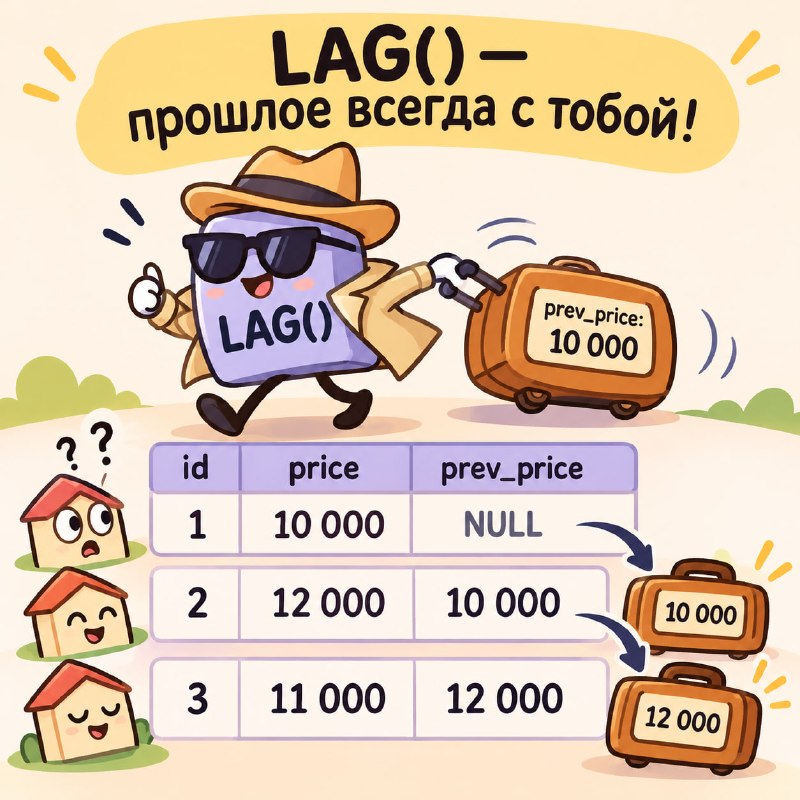 LAG() –
прошлое всегда с тобой!
LAG()
prev_price:
10 000
? ?
id price prev_price
1 10 000 NULL
2 12 000 10 000
10 000
3 11 000 12 000
12 000